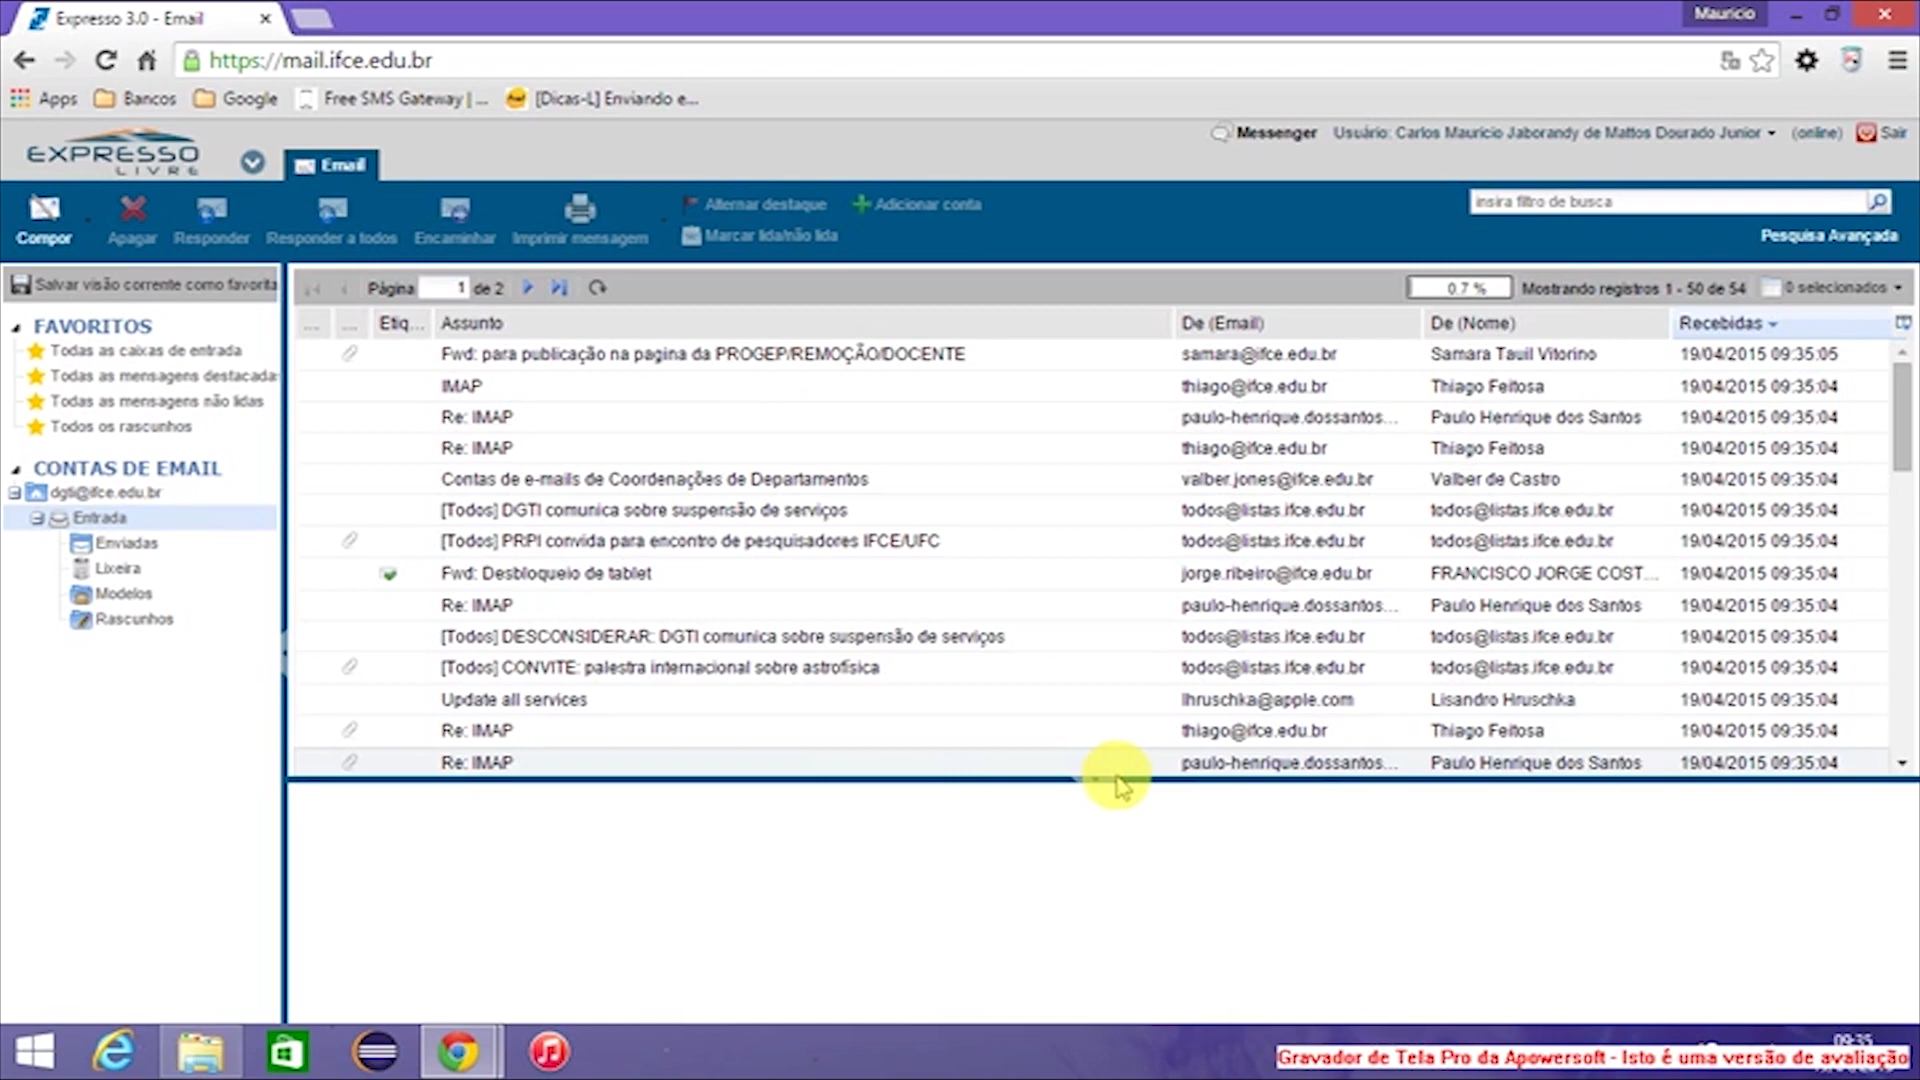 Expresso 3.0 - Email
Mauricio
https://mail.ifce.edu.br
Apps Bancos Google Free SMS Gateway | ... [Dicas-L] Enviando e...
EXPRESSO
LIVRE
Email
Messenger Usuário: Carlos Mauricio Jaborandy de Mattos Dourado Junior (online) Sair
Compor Apagar Responder Responder a todos Encaminhar Imprimir mensagem
Alternar destaque Adicionar conta
Marcar lida/não lida
insira filtro de busca
Pesquisa Avançada
Salvar visão corrente como favorita
FAVORITOS
Todas as caixas de entrada
Todas as mensagens destacadas
Todas as mensagens não lidas
Todos os rascunhos
CONTAS DE EMAIL
dgti@ifce.edu.br
Entrada
Enviadas
Lixeira
Modelos
Rascunhos
Página 1 de 2 0.7 % Mostrando registros 1 - 50 de 54 0 selecionados
... ... Etiq... Assunto De (Email) De (Nome) Recebidas
Fwd: para publicação na pagina da PROGEP/REMOÇÃO/DOCENTE samara@ifce.edu.br Samara Tauil Vitorino 19/04/2015 09:35:05
IMAP thiago@ifce.edu.br Thiago Feitosa 19/04/2015 09:35:04
Re: IMAP paulo-henrique.dossantos... Paulo Henrique dos Santos 19/04/2015 09:35:04
Re: IMAP thiago@ifce.edu.br Thiago Feitosa 19/04/2015 09:35:04
Contas de e-mails de Coordenações de Departamentos valber.jones@ifce.edu.br Valber de Castro 19/04/2015 09:35:04
[Todos] DGTI comunica sobre suspensão de serviços todos@listas.ifce.edu.br todos@listas.ifce.edu.br 19/04/2015 09:35:04
[Todos] PRPI convida para encontro de pesquisadores IFCE/UFC todos@listas.ifce.edu.br todos@listas.ifce.edu.br 19/04/2015 09:35:04
Fwd: Desbloqueio de tablet jorge.ribeiro@ifce.edu.br FRANCISCO JORGE COST... 19/04/2015 09:35:04
Re: IMAP paulo-henrique.dossantos... Paulo Henrique dos Santos 19/04/2015 09:35:04
[Todos] DESCONSIDERAR: DGTI comunica sobre suspensão de serviços todos@listas.ifce.edu.br todos@listas.ifce.edu.br 19/04/2015 09:35:04
[Todos] CONVITE: palestra internacional sobre astrofísica todos@listas.ifce.edu.br todos@listas.ifce.edu.br 19/04/2015 09:35:04
Update all services lhruschka@apple.com Lisandro Hruschka 19/04/2015 09:35:04
Re: IMAP thiago@ifce.edu.br Thiago Feitosa 19/04/2015 09:35:04
Re: IMAP paulo-henrique.dossantos... Paulo Henrique dos Santos 19/04/2015 09:35:04
09:35
Gravador de Tela Pro da Apowersoft - Isto é uma versão de avaliação